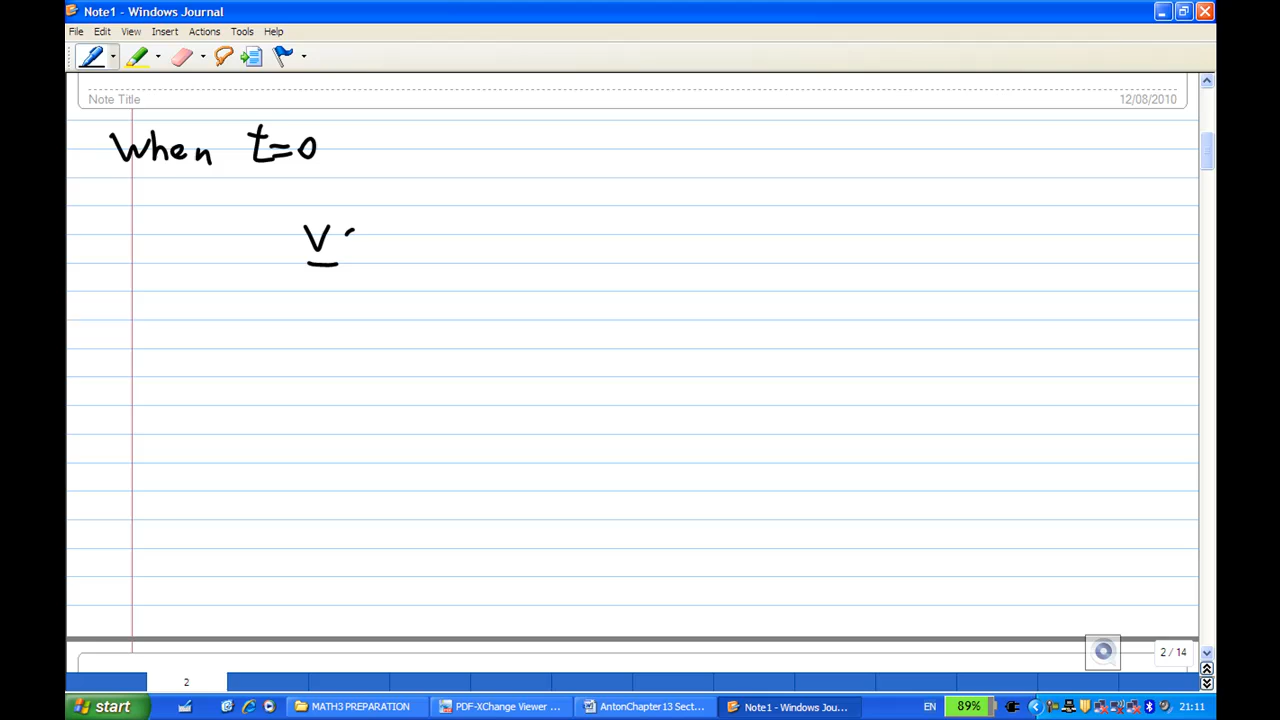 Note1 - Windows Journal
File Edit View Insert Actions Tools Help
Note Title
12/08/2010
When t=0
V
2 / 14
2
start MATH3 PREPARATION PDF-XChange Viewer ... AntonChapter13 Sect... Note1 - Windows Jou... EN 89% 21:11